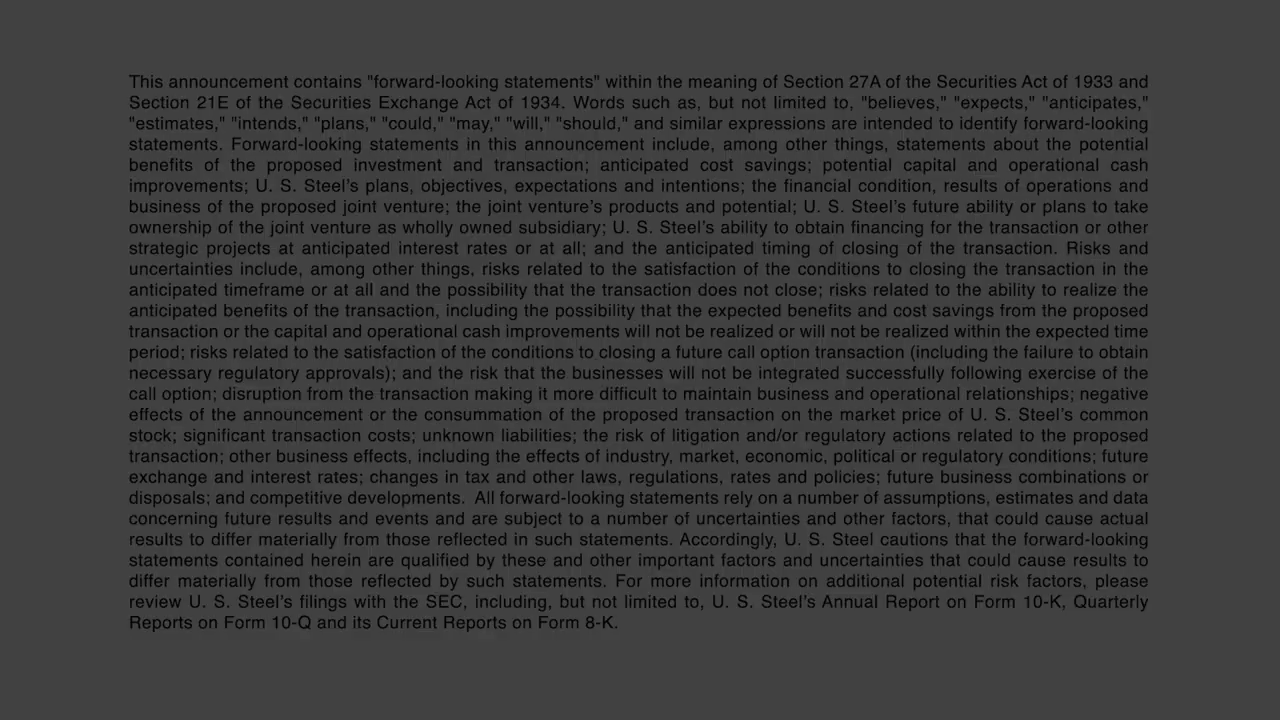 This announcement contains "forward-looking statements" within the meaning of Section 27A of the Securities Act of 1933 and
Section 21E of the Securities Exchange Act of 1934. Words such as, but not limited to, "believes," "expects," "anticipates,"
"estimates," "intends," "plans," "could," "may," "will," "should," and similar expressions are intended to identify forward-looking
statements. Forward-looking statements in this announcement include, among other things, statements about the potential
benefits of the proposed investment and transaction; anticipated cost savings; potential capital and operational cash
improvements; U. S. Steel’s plans, objectives, expectations and intentions; the financial condition, results of operations and
business of the proposed joint venture; the joint venture’s products and potential; U. S. Steel’s future ability or plans to take
ownership of the joint venture as wholly owned subsidiary; U. S. Steel’s ability to obtain financing for the transaction or other
strategic projects at anticipated interest rates or at all; and the anticipated timing of closing of the transaction. Risks and
uncertainties include, among other things, risks related to the satisfaction of the conditions to closing the transaction in the
anticipated timeframe or at all and the possibility that the transaction does not close; risks related to the ability to realize the
anticipated benefits of the transaction, including the possibility that the expected benefits and cost savings from the proposed
transaction or the capital and operational cash improvements will not be realized or will not be realized within the expected time
period; risks related to the satisfaction of the conditions to closing a future call option transaction (including the failure to obtain
necessary regulatory approvals); and the risk that the businesses will not be integrated successfully following exercise of the
call option; disruption from the transaction making it more difficult to maintain business and operational relationships; negative
effects of the announcement or the consummation of the proposed transaction on the market price of U. S. Steel’s common
stock; significant transaction costs; unknown liabilities; the risk of litigation and/or regulatory actions related to the proposed
transaction; other business effects, including the effects of industry, market, economic, political or regulatory conditions; future
exchange and interest rates; changes in tax and other laws, regulations, rates and policies; future business combinations or
disposals; and competitive developments.  All forward-looking statements rely on a number of assumptions, estimates and data
concerning future results and events and are subject to a number of uncertainties and other factors, that could cause actual
results to differ materially from those reflected in such statements. Accordingly, U. S. Steel cautions that the forward-looking
statements contained herein are qualified by these and other important factors and uncertainties that could cause results to
differ materially from those reflected by such statements. For more information on additional potential risk factors, please
review U. S. Steel’s filings with the SEC, including, but not limited to, U. S. Steel’s Annual Report on Form 10-K, Quarterly
Reports on Form 10-Q and its Current Reports on Form 8-K.